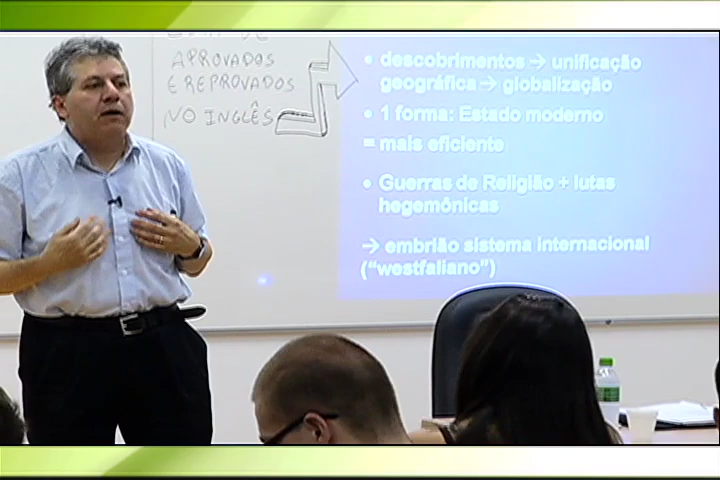 APROVADOS
E REPROVADOS
NO INGLÊS
• descobrimentos → unificação
geográfica → globalização
• 1 forma: Estado moderno
= mais eficiente
• Guerras de Religião + lutas
hegemônicas
→ embrião sistema internacional
("westfaliano")